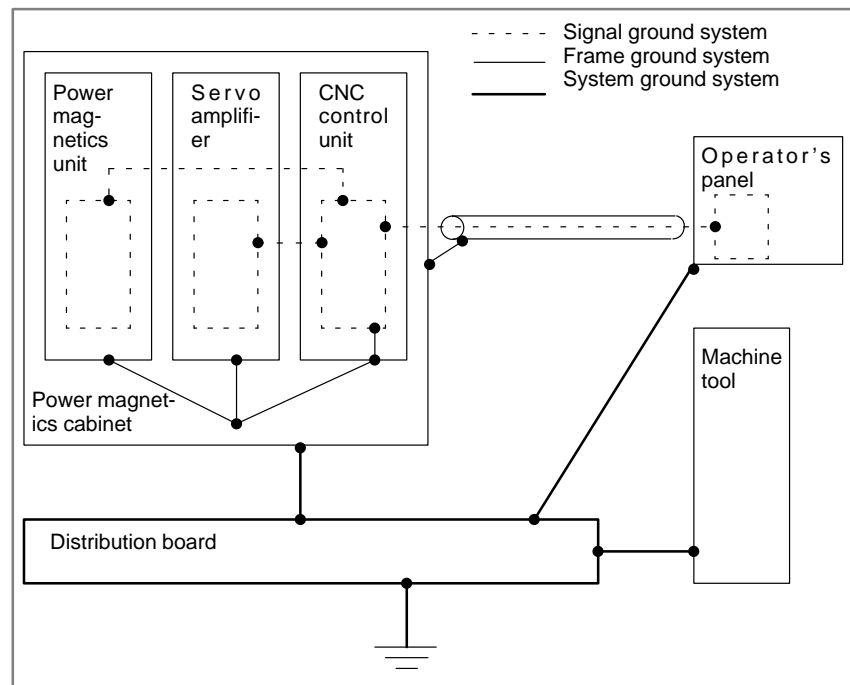 Signal ground system
Frame ground system
System ground system
Power
mag-
netics
unit
Servo
amplifi-
er
CNC
control
unit
Operator's
panel
Machine
tool
Power magnet-
ics cabinet
Distribution board